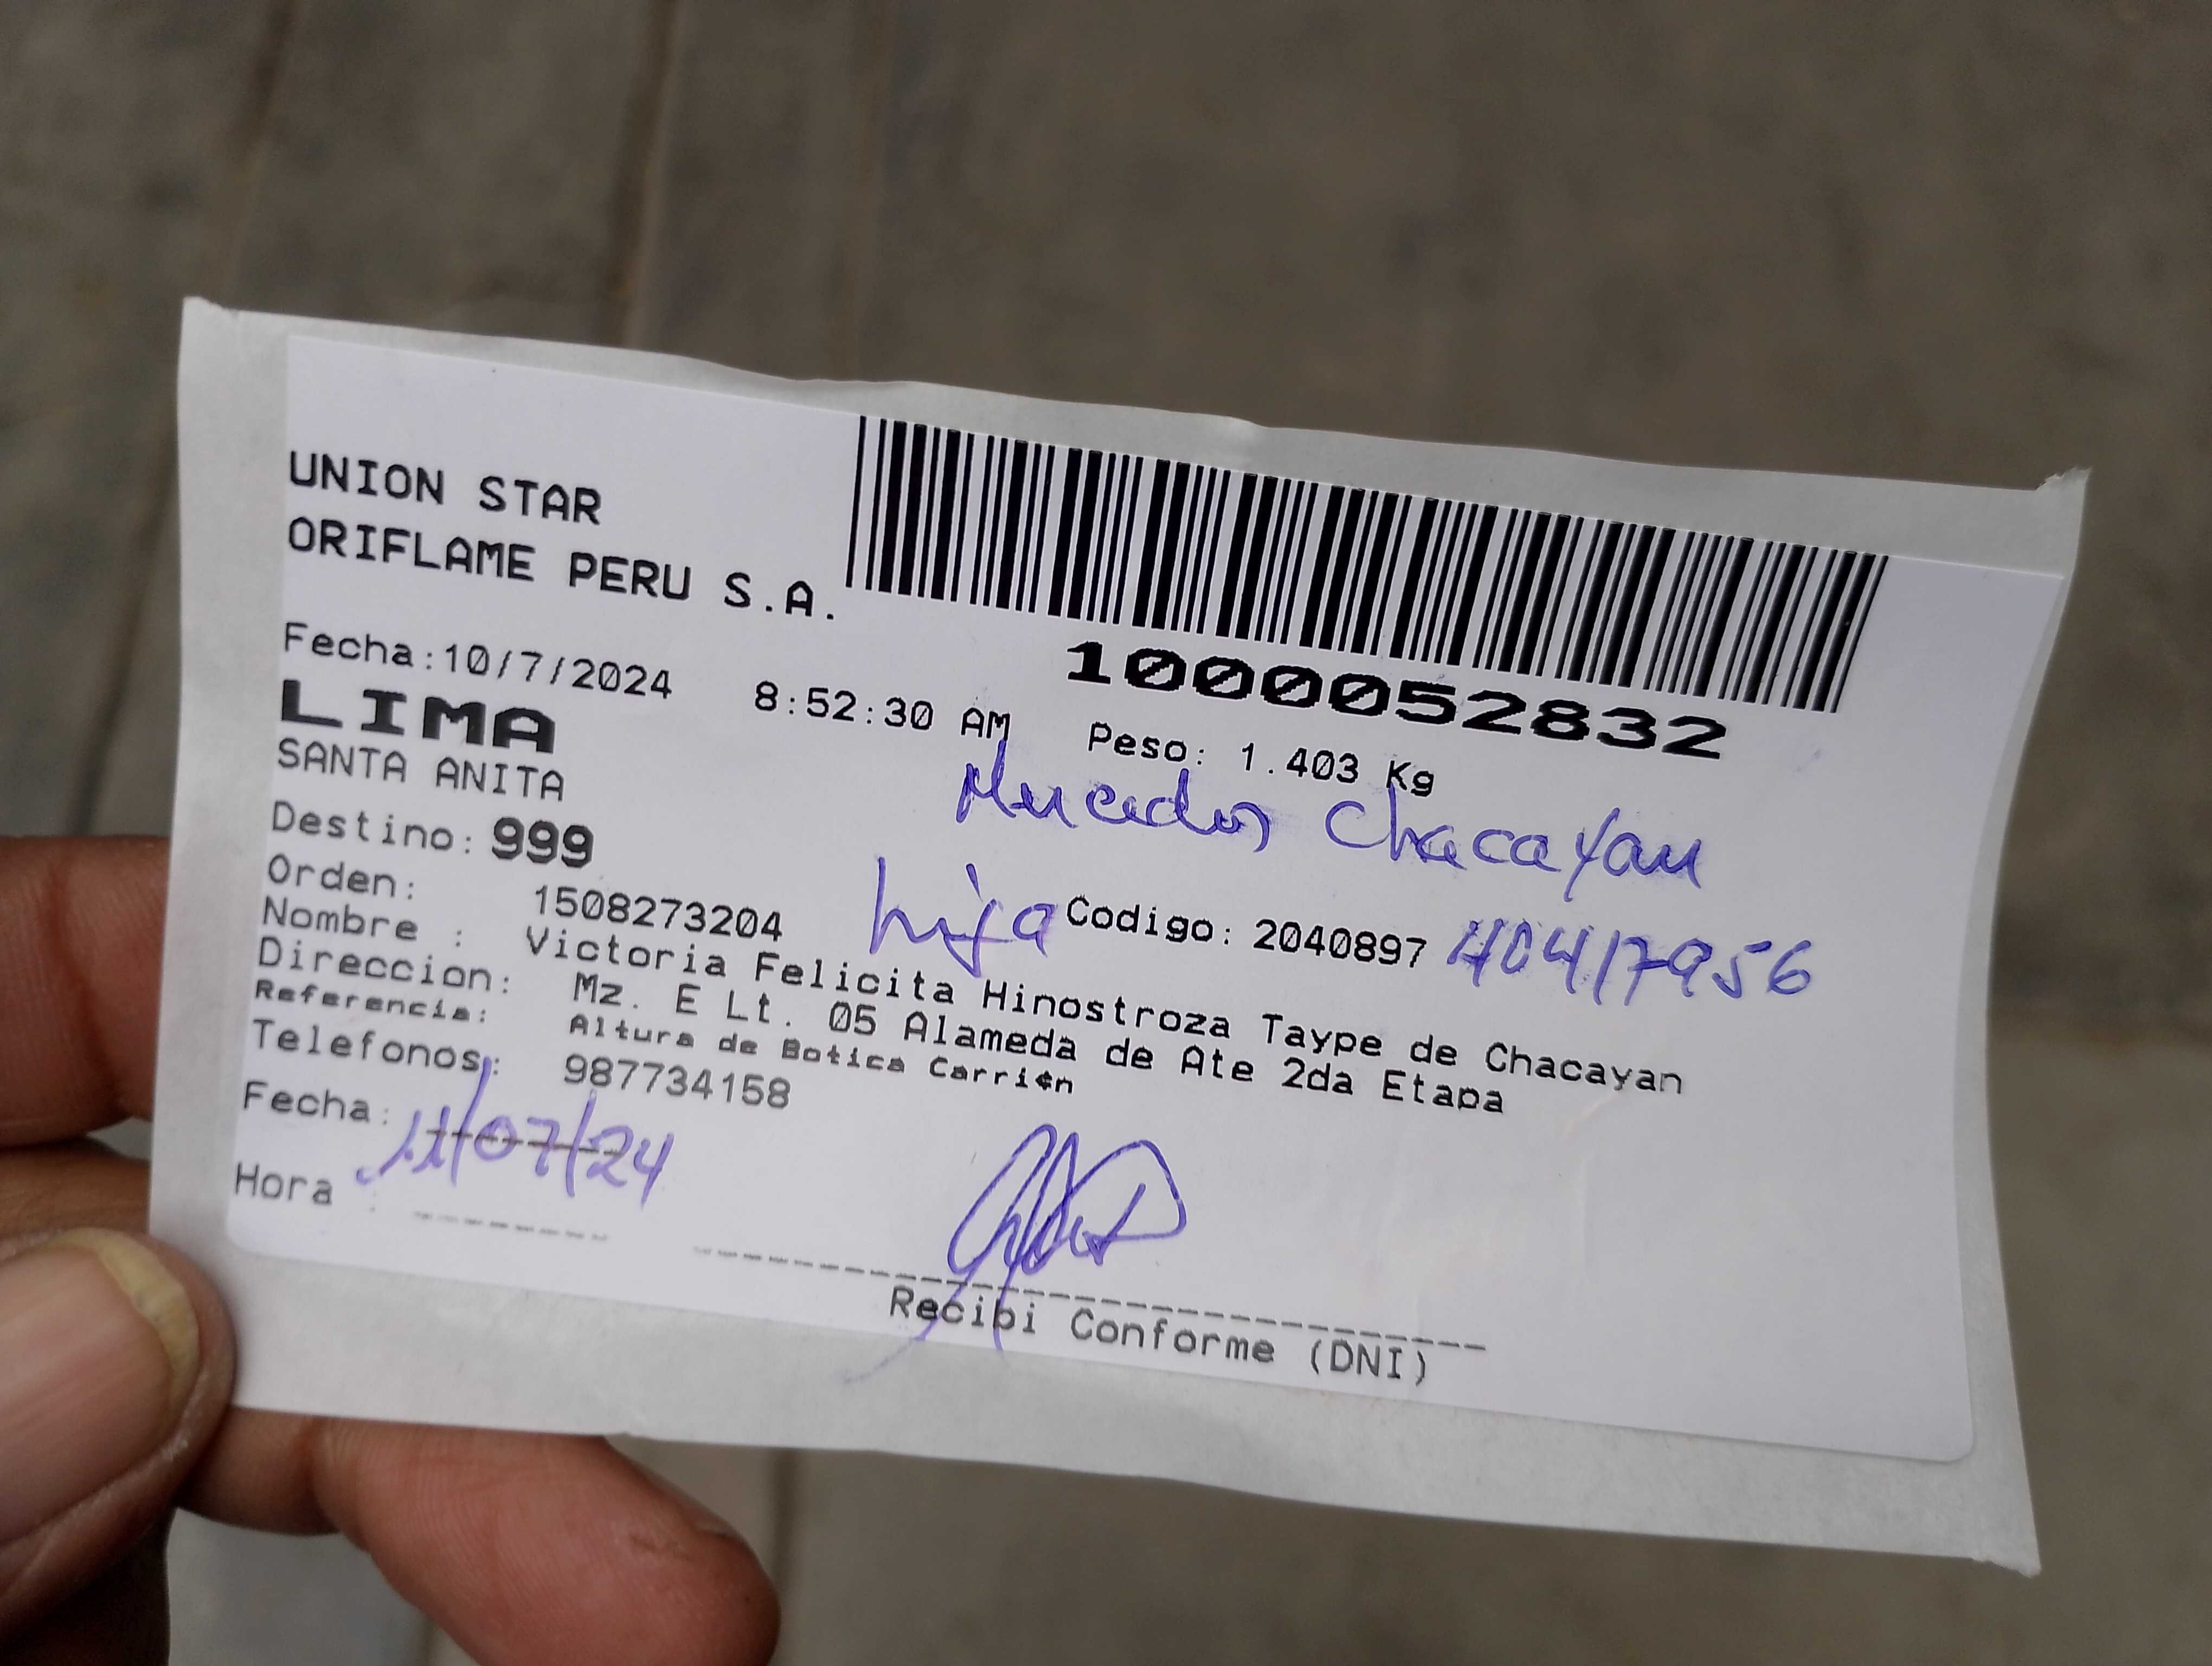 UNION STAR
ORIFLAME PERU S.A.
1000052832
Fecha:10/7/2024 8:52:30 AM Peso: 1.403 Kg
LIMA
SANTA ANITA
Chacayan
Destino: 999
hija
Orden: 1508273204 Codigo: 2040897
Nombre : Victoria Felicita Hinostroza Taype de Chacayan
Direccion: Mz. E Lt. 05 Alameda de Ate 2da Etapa
Referencia: Altura de Botica Carri¢n
Telefonos: 987734158
Fecha: 11/07/24
Hora
Recibi Conforme (DNI)